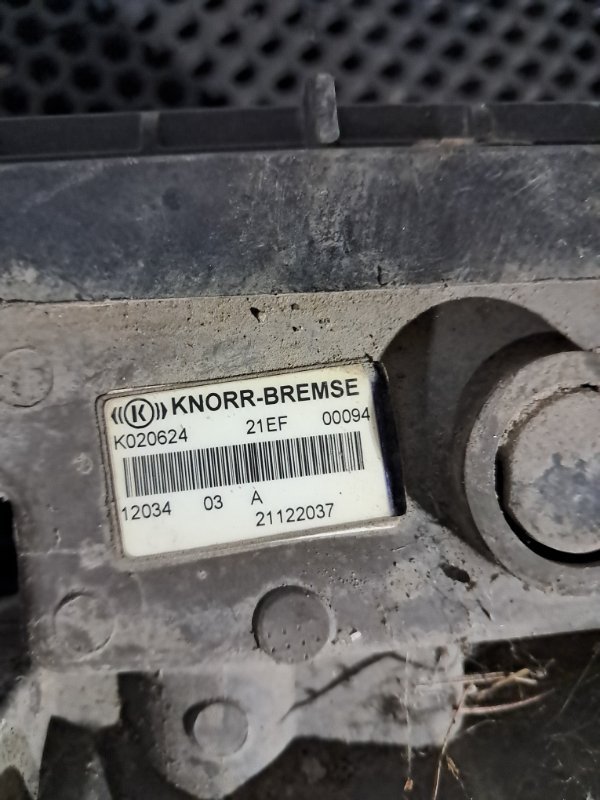 K KNORR-BREMSE
K020624 21EF 00094
12034 03 A
21122037